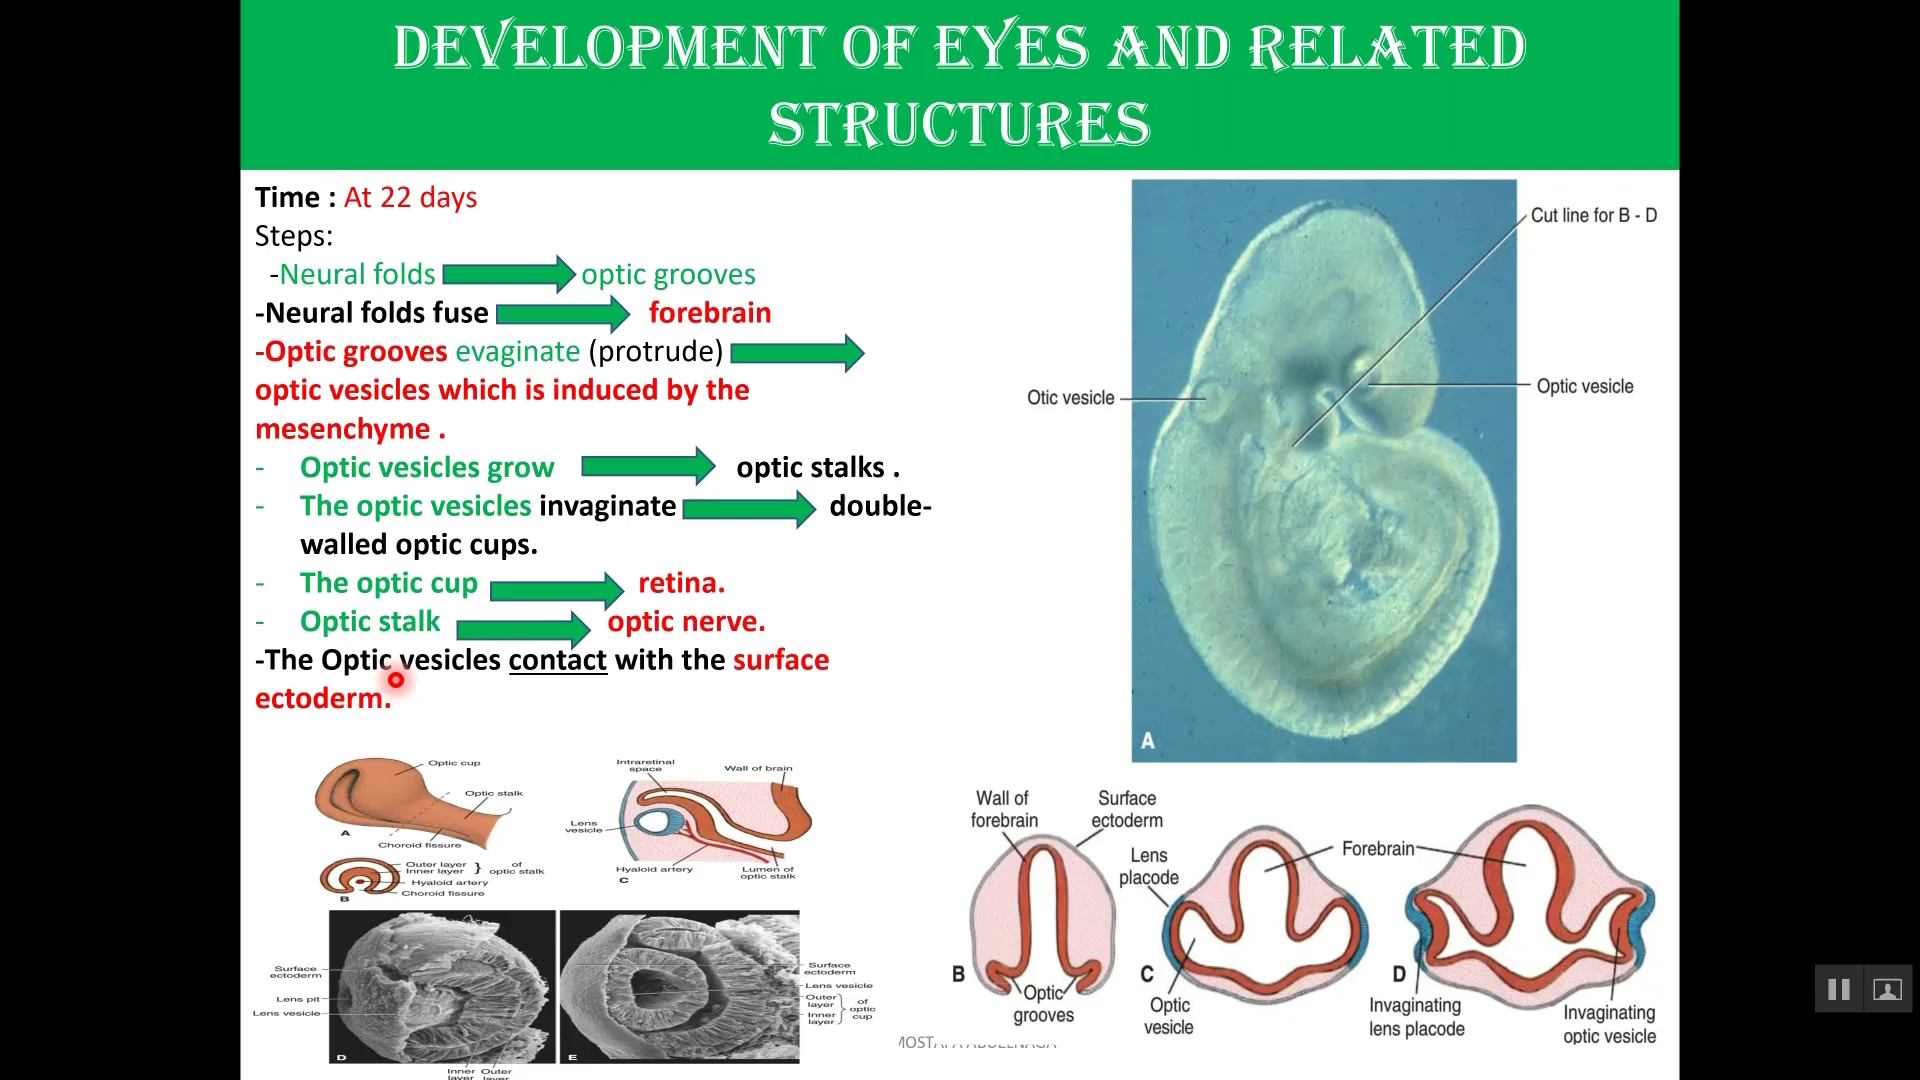 DEVELOPMENT OF EYES AND RELATED
STRUCTURES
Time : At 22 days
Steps:
-Neural folds optic grooves
-Neural folds fuse forebrain
-Optic grooves evaginate (protrude)
optic vesicles which is induced by the
mesenchyme .
- Optic vesicles grow optic stalks .
- The optic vesicles invaginate double-
walled optic cups.
- The optic cup retina.
- Optic stalk optic nerve.
-The Optic vesicles contact with the surface
ectoderm.
Cut line for B - D
Otic vesicle
Optic vesicle
A
Optic cup
Optic stalk
A
Choroid fissure
Outer layer
Inner layer
} of
optic stalk
Hyaloid artery
Choroid fissure
B
Intraretinal
space
Wall of brain
Lens
vesicle
Hyaloid artery
Lumen of
optic stalk
C
Surface
ectoderm
Lens pit
Lens vesicle
D
Inner
layer
Outer
layer
E
Surface
ectoderm
Lens vesicle
Outer
layer
Inner
layer
of
optic
cup
Wall of
forebrain
Surface
ectoderm
B
Optic
grooves
Lens
placode
C
Optic
vesicle
Forebrain
D
Invaginating
lens placode
Invaginating
optic vesicle